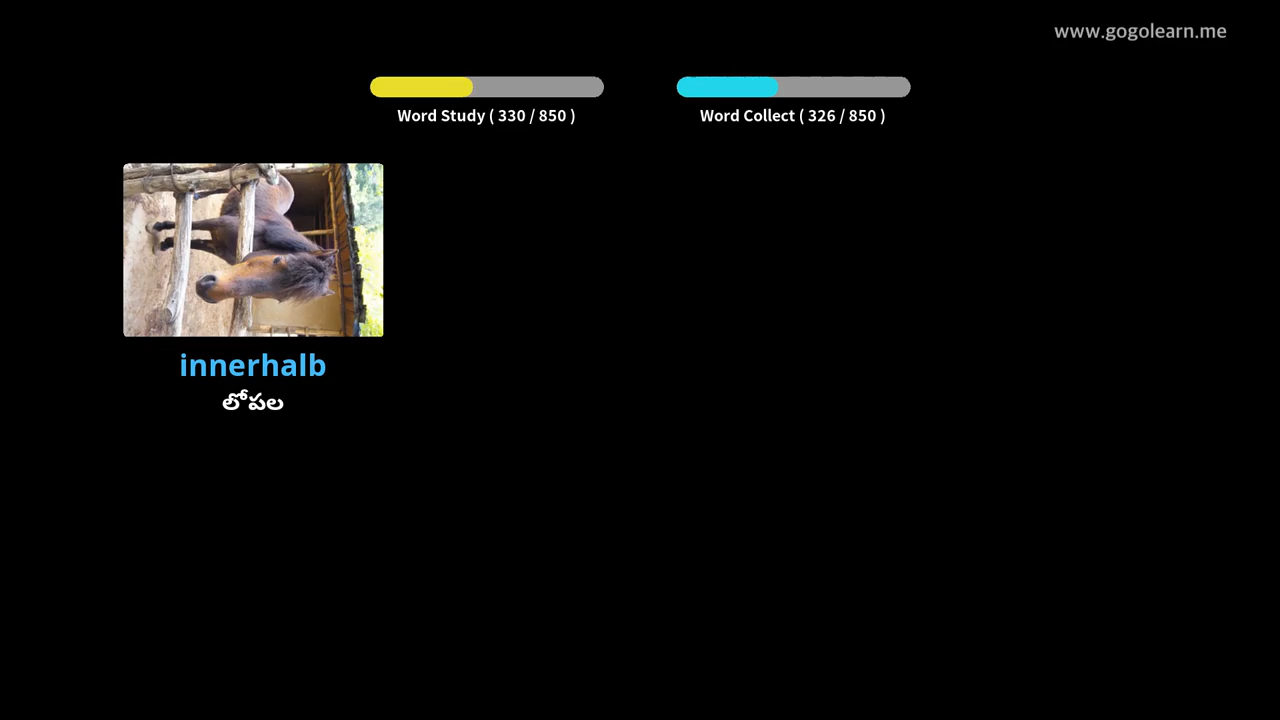 www.gogolearn.me
Word Study ( 330 / 850 )
Word Collect ( 326 / 850 )
innerhalb
లోపల